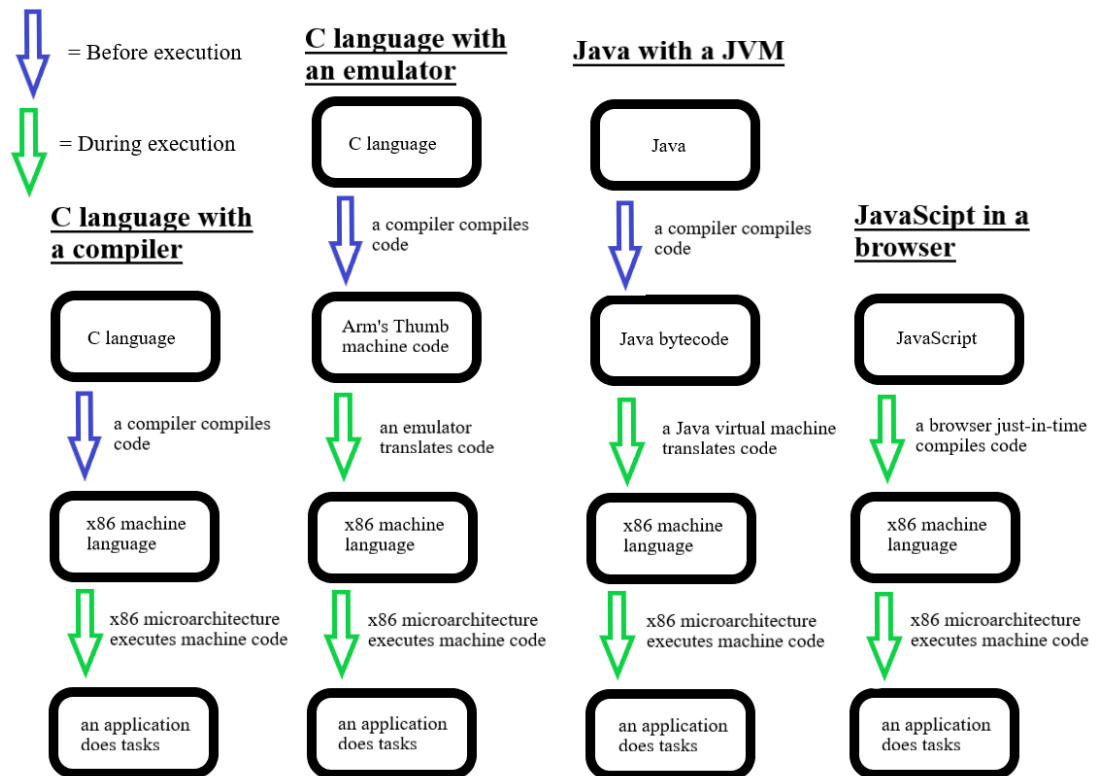 = Before execution
= During execution
C language with
a compiler
C language
a compiler compiles
code
x86 machine
language
x86 microarchitecture
executes machine code
an application
does tasks
C language with
an emulator
C language
a compiler compiles
code
Arm's Thumb
machine code
an emulator
translates code
x86 machine
language
x86 microarchitecture
executes machine code
an application
does tasks
Java with a JVM
Java
a compiler compiles
code
Java bytecode
a Java virtual machine
translates code
x86 machine
language
x86 microarchitecture
executes machine code
an application
does tasks
JavaScipt in a
browser
JavaScript
a browser just-in-time
compiles code
x86 machine
language
x86 microarchitecture
executes machine code
an application
does tasks